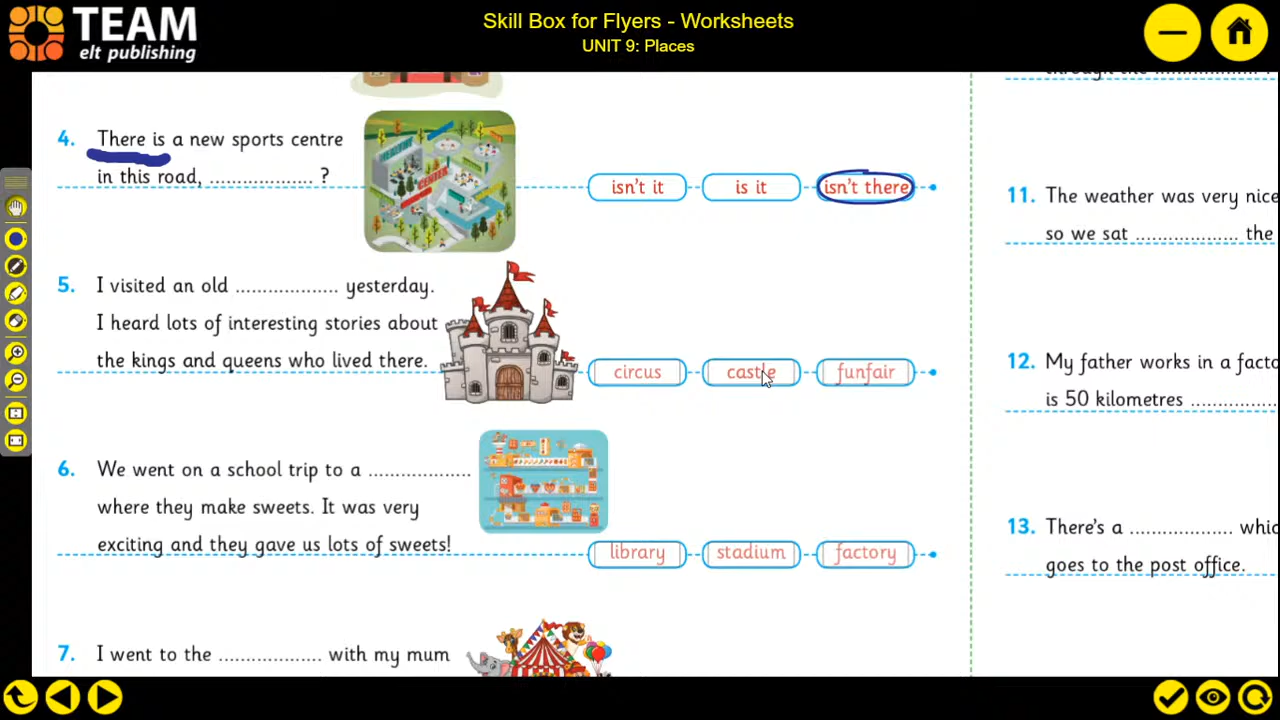 TEAM
elt publishing
Skill Box for Flyers - Worksheets
UNIT 9: Places
4. There is a new sports centre
in this road, .................. ?
isn't it is it isn't there
5. I visited an old .................. yesterday.
I heard lots of interesting stories about
the kings and queens who lived there.
circus castle funfair
6. We went on a school trip to a ..................
where they make sweets. It was very
exciting and they gave us lots of sweets!
library stadium factory
7. I went to the .................. with my mum
through the .................. ?
11. The weather was very nice
so we sat .................. the
12. My father works in a facto
is 50 kilometres ..................
13. There's a .................. whic
goes to the post office.